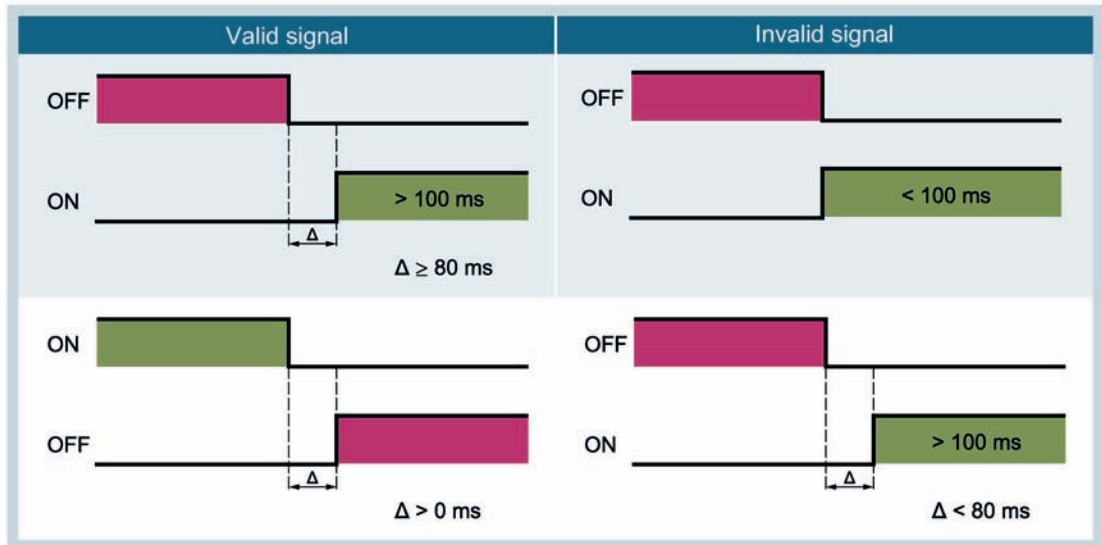 Valid signal
Invalid signal
OFF
ON
> 100 ms
Δ
Δ ≥ 80 ms
OFF
ON
< 100 ms
ON
OFF
Δ
Δ > 0 ms
OFF
ON
> 100 ms
Δ
Δ < 80 ms